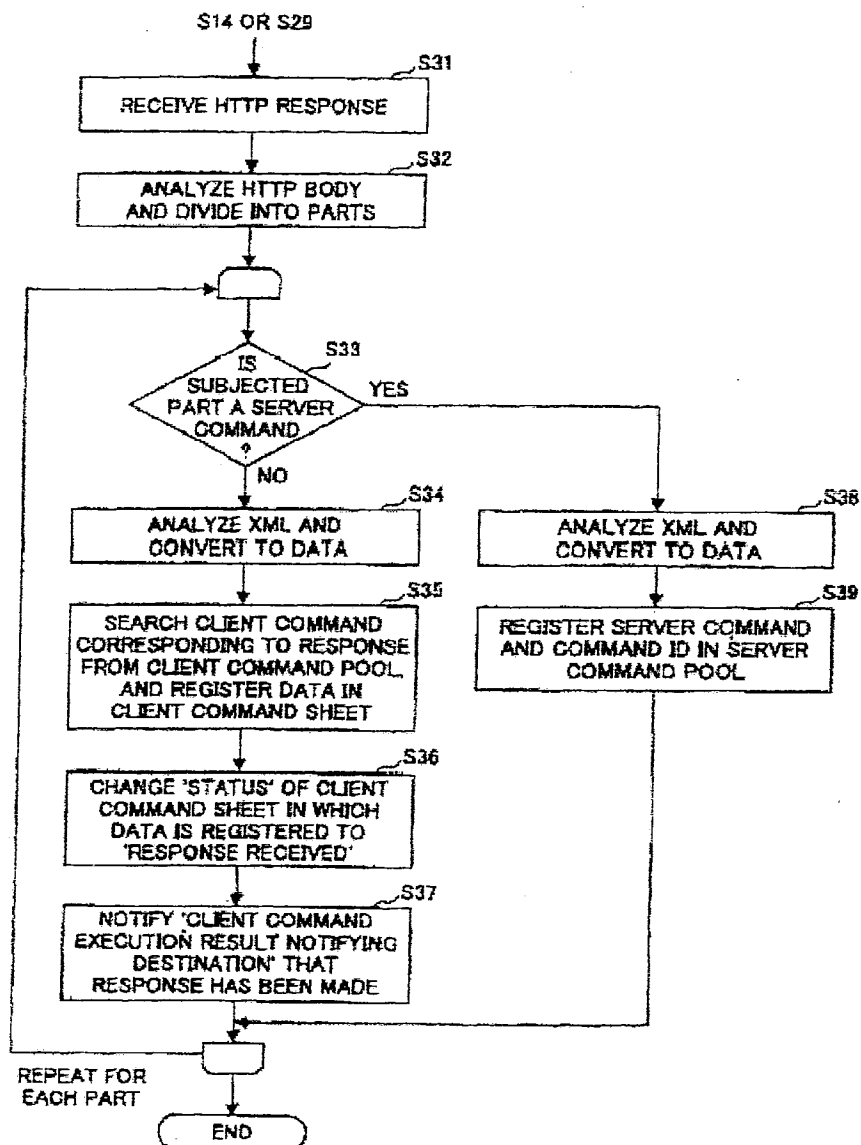 S14 OR S29
S31
RECEIVE HTTP RESPONSE
S32
ANALYZE HTTP BODY
AND DIVIDE INTO PARTS
S33
IS
SUBJECTED
PART A SERVER
COMMAND
?
YES
NO
S34
ANALYZE XML AND
CONVERT TO DATA
S38
ANALYZE XML AND
CONVERT TO DATA
S35
SEARCH CLIENT COMMAND
CORRESPONDING TO RESPONSE
FROM CLIENT COMMAND POOL,
AND REGISTER DATA IN
CLIENT COMMAND SHEET
S39
REGISTER SERVER COMMAND
AND COMMAND ID IN SERVER
COMMAND POOL
S36
CHANGE 'STATUS' OF CLIENT
COMMAND SHEET IN WHICH
DATA IS REGISTERED TO
'RESPONSE RECEIVED'
S37
NOTIFY 'CLIENT COMMAND
EXECUTION RESULT NOTIFYING
DESTINATION' THAT
RESPONSE HAS BEEN MADE
REPEAT FOR
EACH PART
END